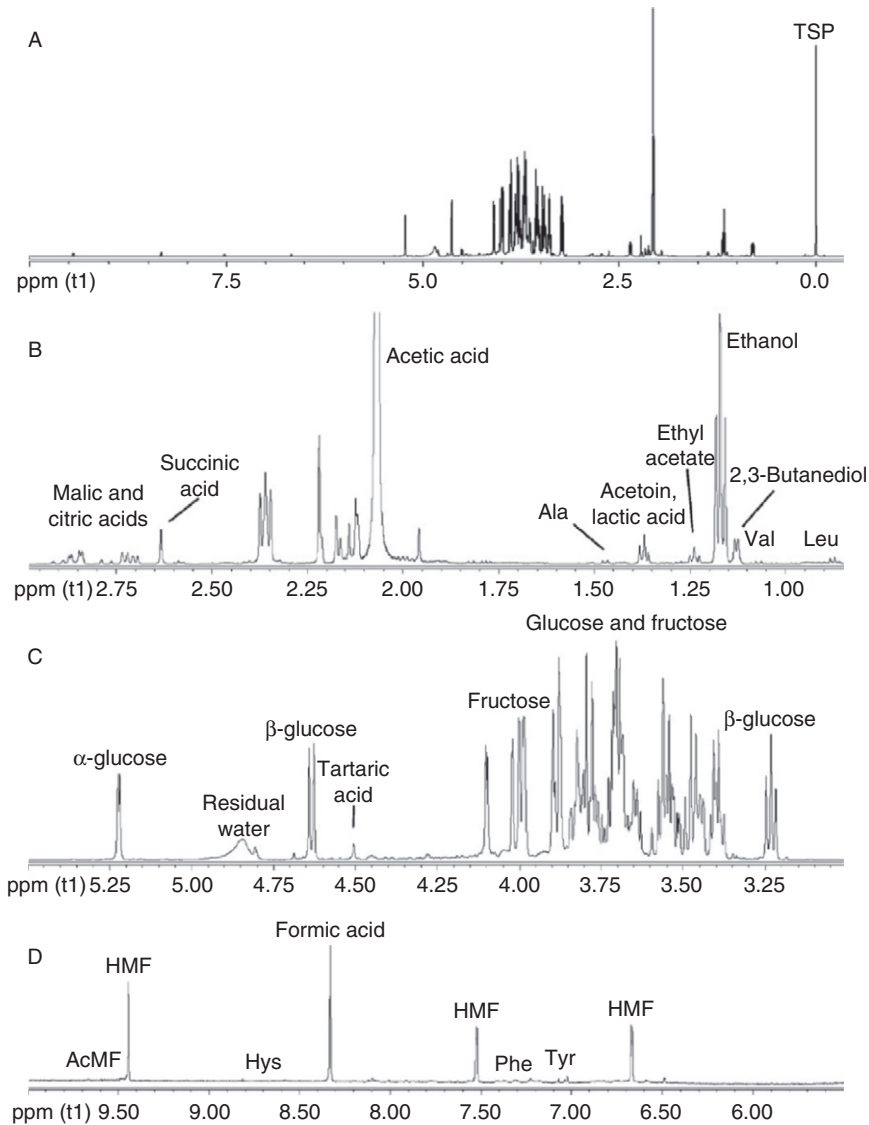 A
TSP
ppm (t1) 7.5 5.0 2.5 0.0
B
Acetic acid
Ethanol
Malic and citric acids
Succinic acid
Ala
Acetoin, lactic acid
Ethyl acetate
2,3-Butanediol
Val
Leu
ppm (t1) 2.75 2.50 2.25 2.00 1.75 1.50 1.25 1.00
C
Glucose and fructose
α-glucose
Residual water
β-glucose
Tartaric acid
Fructose
β-glucose
ppm (t1) 5.25 5.00 4.75 4.50 4.25 4.00 3.75 3.50 3.25
D
Formic acid
HMF
AcMF
Hys
HMF
Phe
Tyr
HMF
ppm (t1) 9.50 9.00 8.50 8.00 7.50 7.00 6.50 6.00